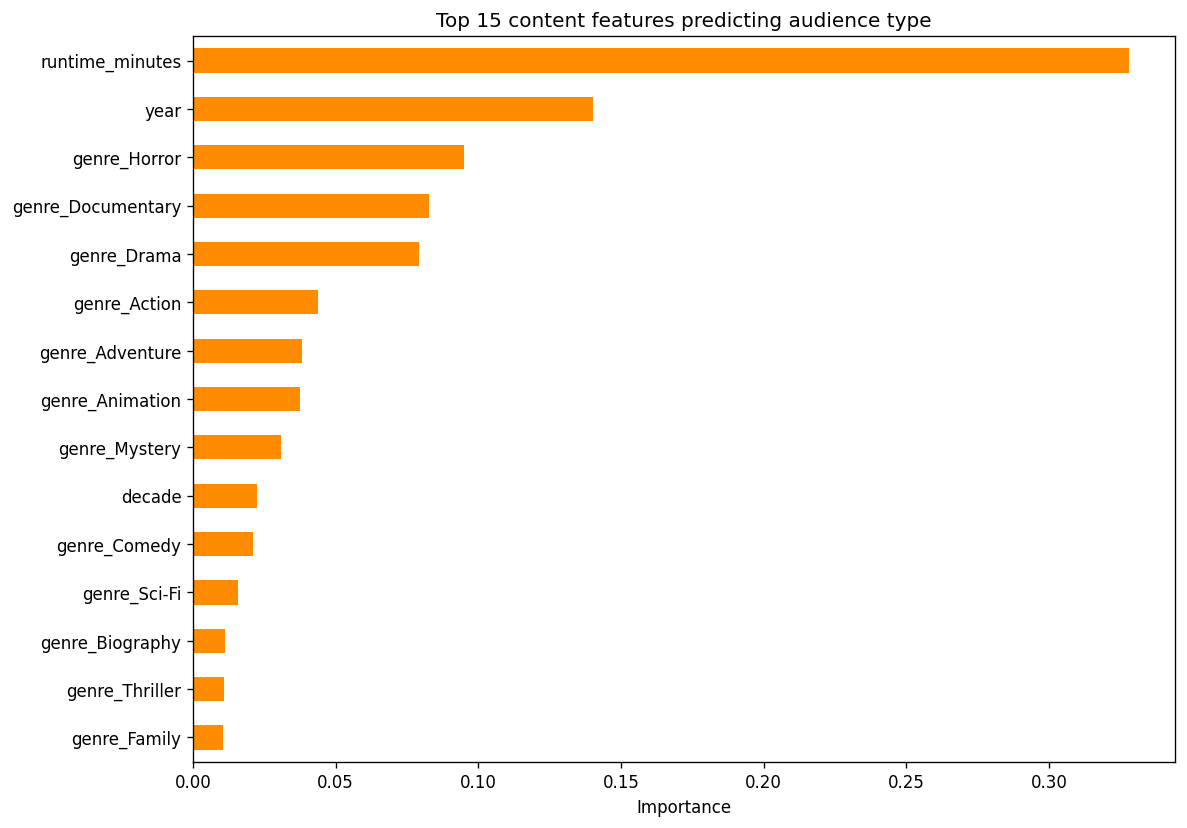 Top 15 content features predicting audience type
runtime_minutes
year
genre_Horror
genre_Documentary
genre_Drama
genre_Action
genre_Adventure
genre_Animation
genre_Mystery
decade
genre_Comedy
genre_Sci-Fi
genre_Biography
genre_Thriller
genre_Family
0.00 0.05 0.10 0.15 0.20 0.25 0.30
Importance